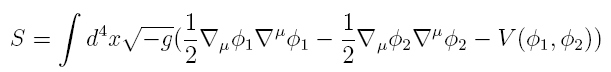 S = \int d^4x \sqrt{-g} ( \frac{1}{2} \nabla_\mu \phi_1 \nabla^\mu \phi_1 - \frac{1}{2} \nabla_\mu \phi_2 \nabla^\mu \phi_2 - V(\phi_1, \phi_2))